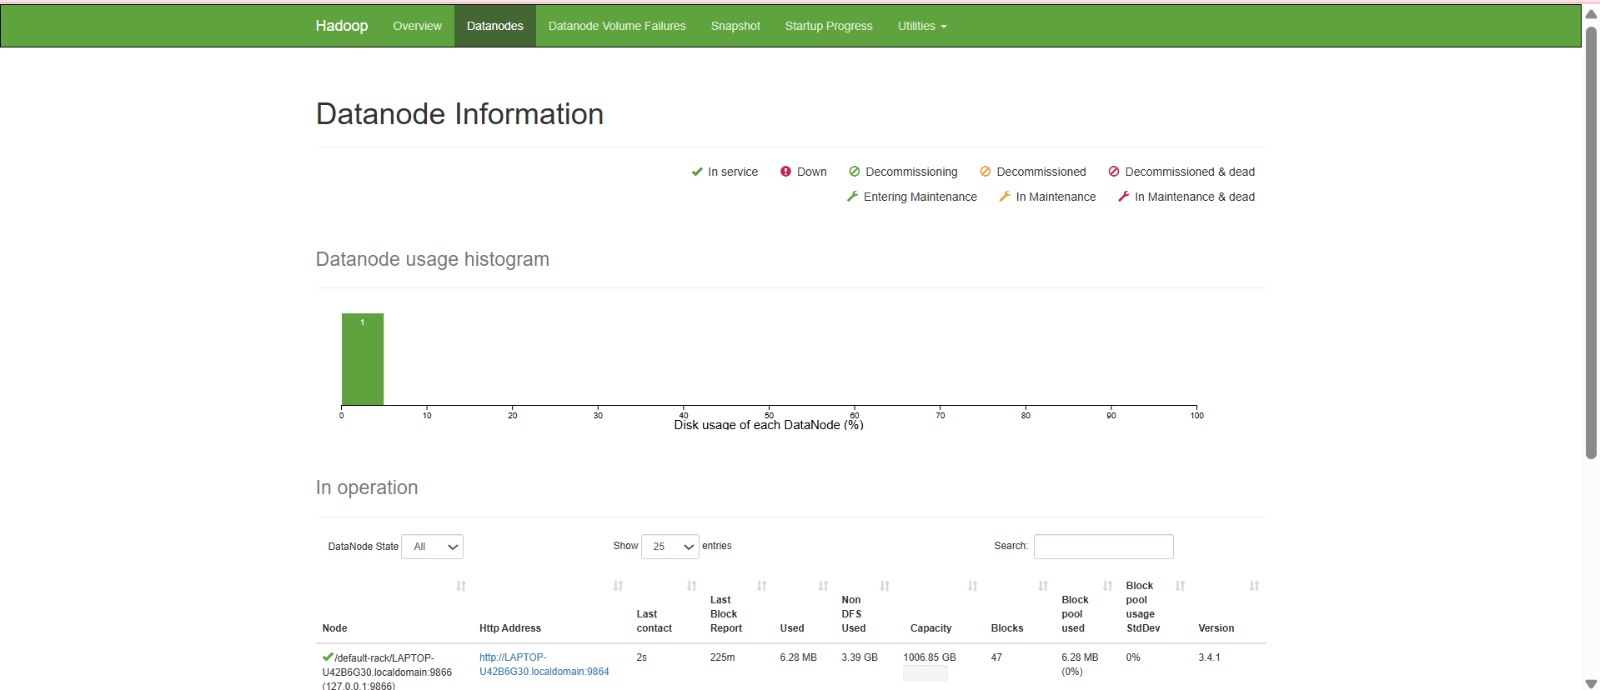 Hadoop Overview Datanodes Datanode Volume Failures Snapshot Startup Progress Utilities
Datanode Information
In service Down Decommissioning Decommissioned Decommissioned & dead
Entering Maintenance In Maintenance In Maintenance & dead
Datanode usage histogram
1
0 10 20 30 40 50 60 70 80 90 100
Disk usage of each DataNode (%)
In operation
DataNode State All Show 25 entries Search:
Node Http Address Last contact Last Block Report Used Non DFS Used Capacity Blocks Block pool used Block pool usage StdDev Version
/default-rack/LAPTOP- http://LAPTOP- 2s 225m 6.28 MB 3.39 GB 1006.85 GB 47 6.28 MB 0% 3.4.1
U42B6G30.localdomain:9866 U42B6G30.localdomain:9864 (0%)
(127.0.0.1:9866)